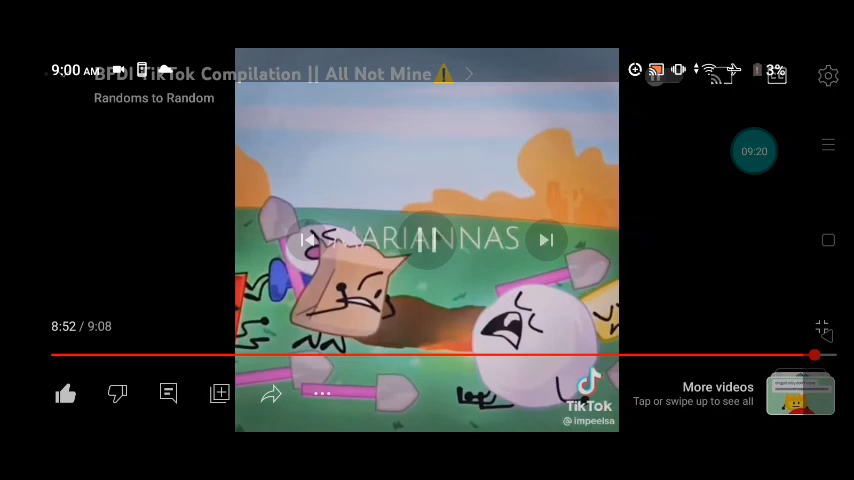 9:00 AM
3%
BFDI TikTok Compilation || All Not Mine⚠️
Randoms to Random
09:20
MARIANNAS
8:52 / 9:08
TikTok
@impeelsa
More videos
Tap or swipe up to see all